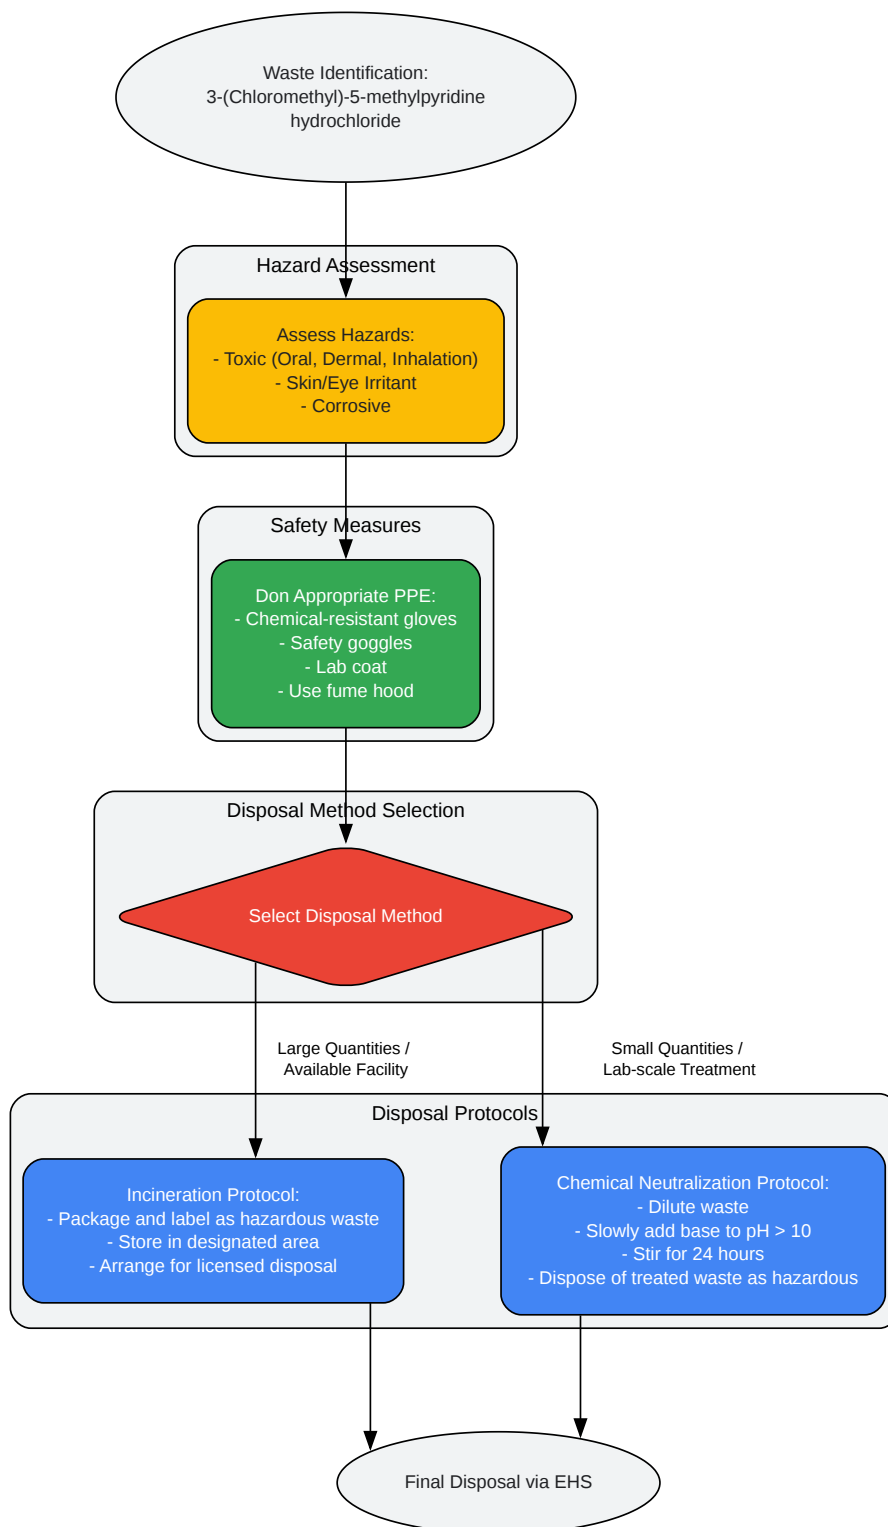 Waste Identification:
3-(Chloromethyl)-5-methylpyridine
hydrochloride
Hazard Assessment
Assess Hazards:
- Toxic (Oral, Dermal, Inhalation)
- Skin/Eye Irritant
- Corrosive
Safety Measures
Don Appropriate PPE:
- Chemical-resistant gloves
- Safety goggles
- Lab coat
- Use fume hood
Disposal Method Selection
Select Disposal Method
Large Quantities /
Available Facility
Small Quantities /
Lab-scale Treatment
Disposal Protocols
Incineration Protocol:
- Package and label as hazardous waste
- Store in designated area
- Arrange for licensed disposal
Chemical Neutralization Protocol:
- Dilute waste
- Slowly add base to pH > 10
- Stir for 24 hours
- Dispose of treated waste as hazardous
Final Disposal via EHS